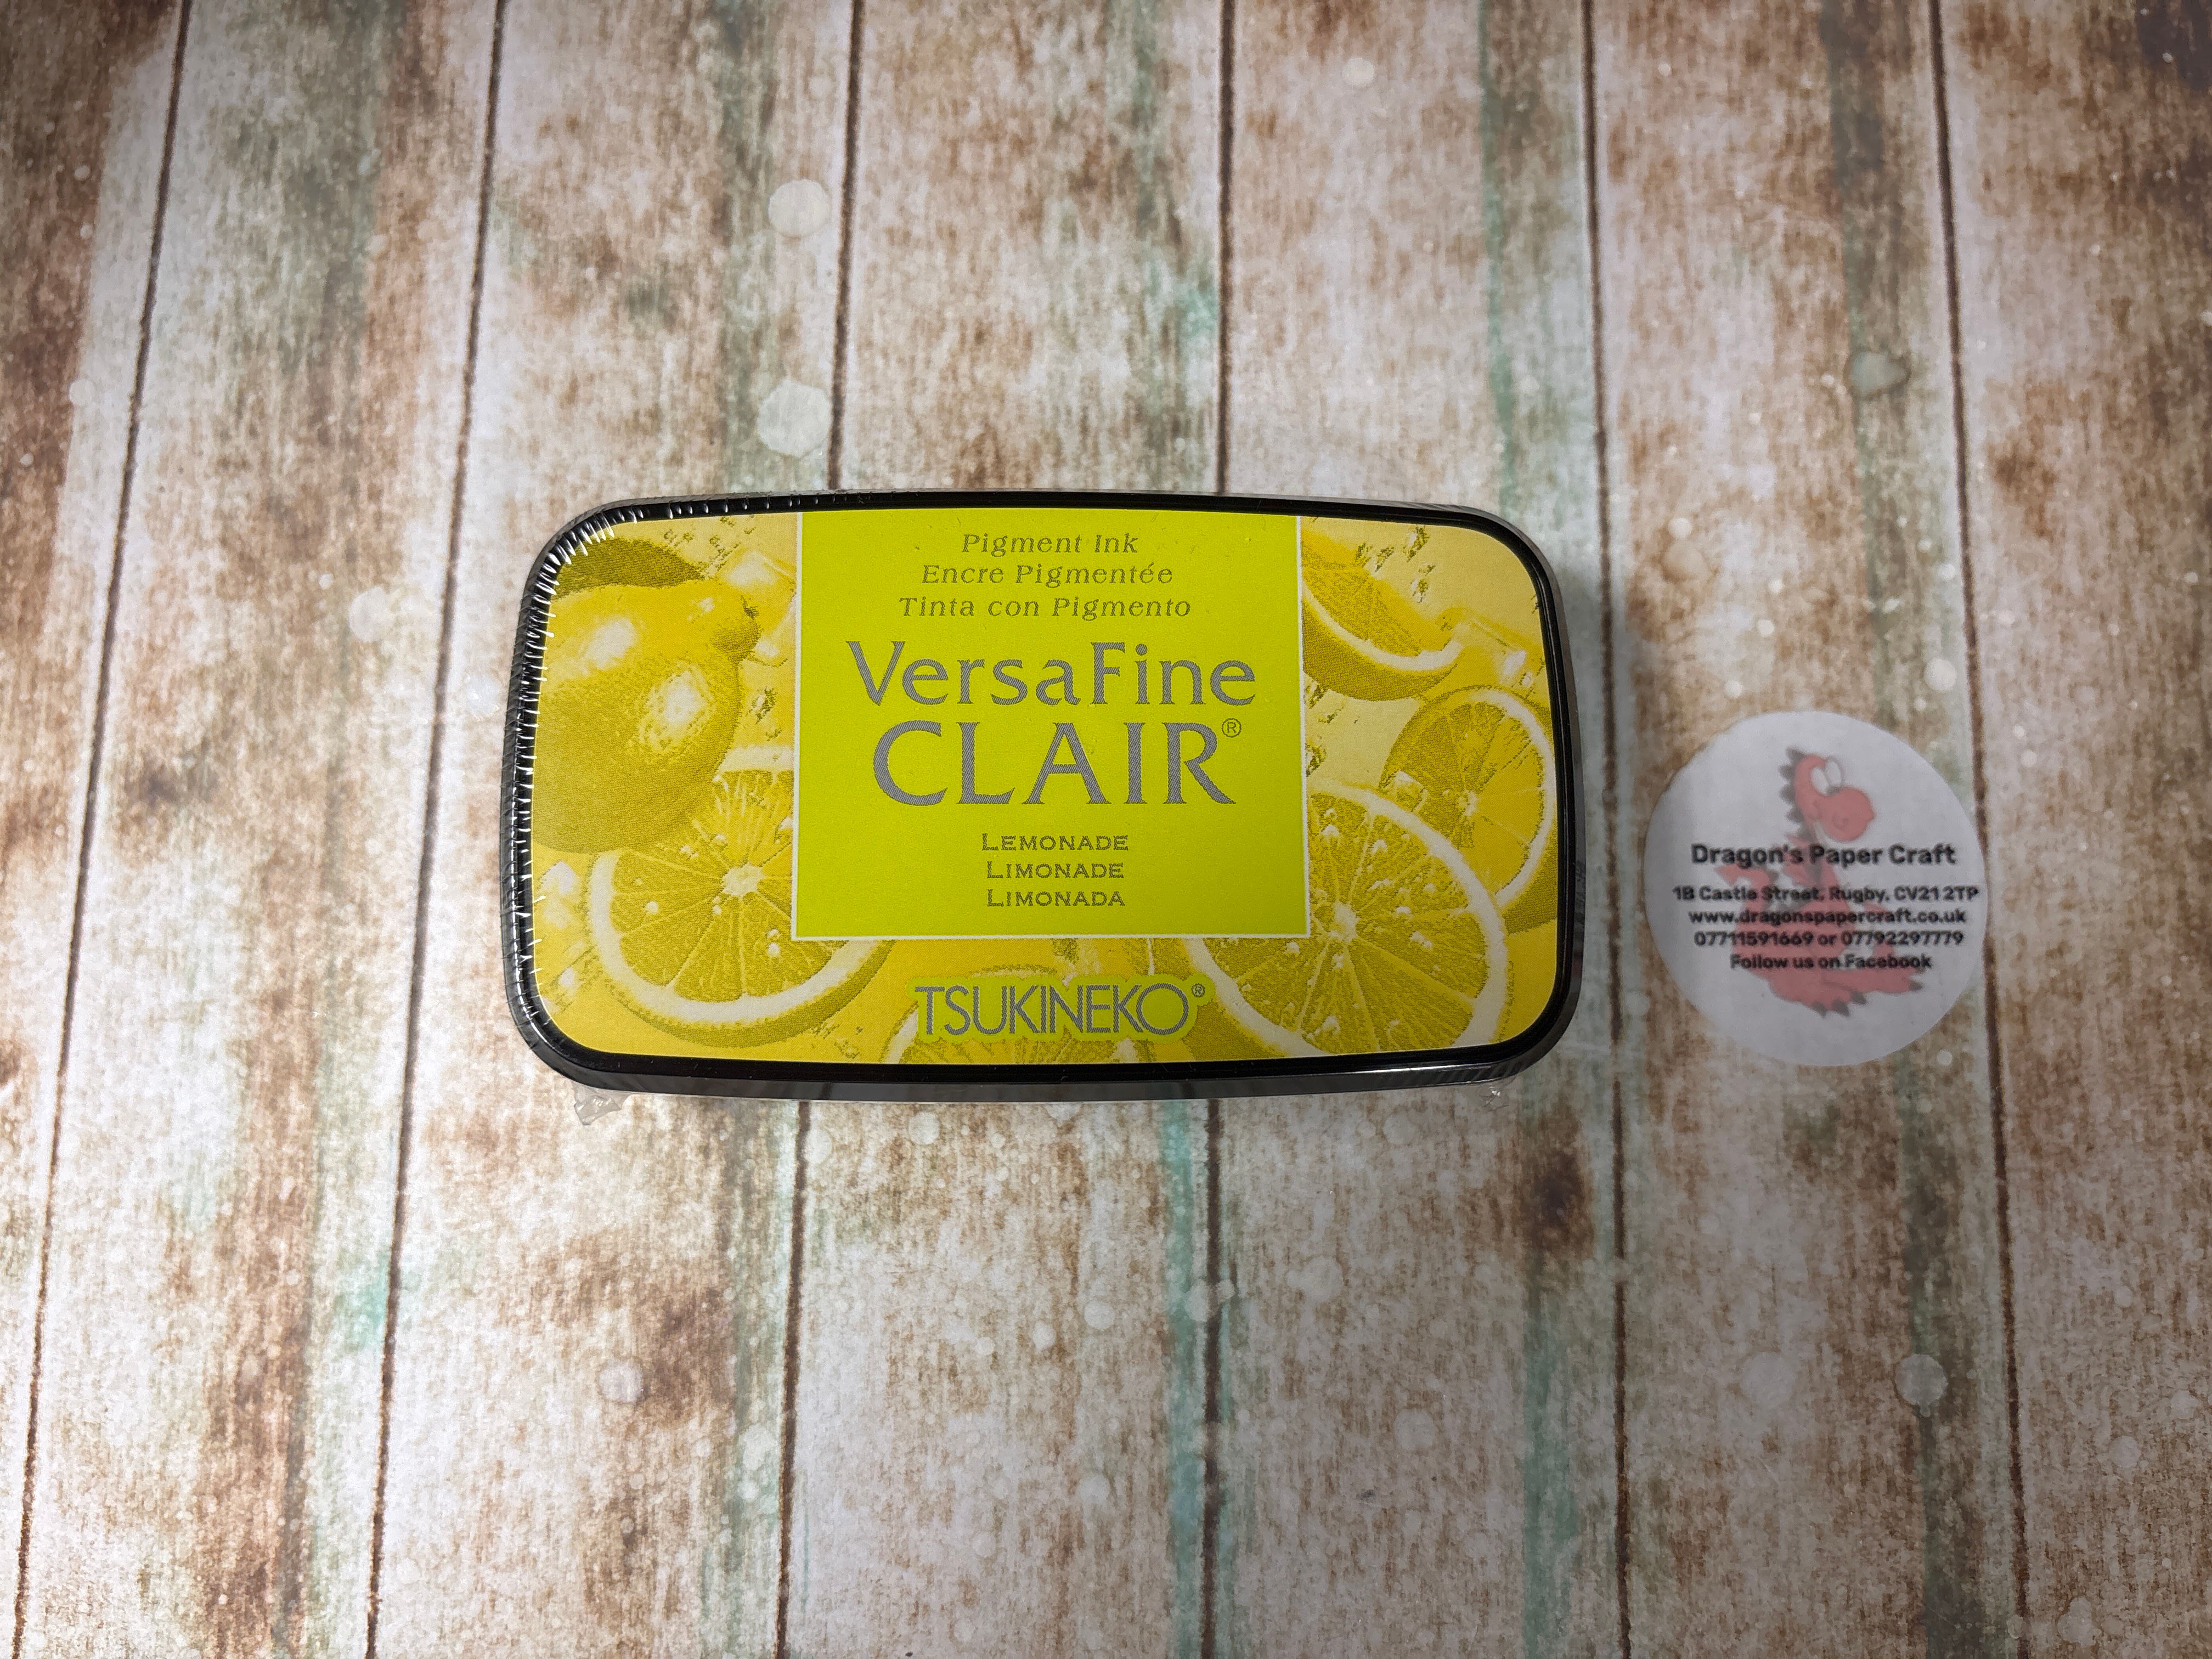 Pigment Ink
Encre Pigmentée
Tinta con Pigmento
VersaFine
CLAIR®
LEMONADE
LIMONADE
LIMONADA
TSUKINEKO®
Dragon's Paper Craft
1B Castle Street, Rugby, CV21 2TP
www.dragonspapercraft.co.uk
07711591669 or 07792297779
Follow us on Facebook